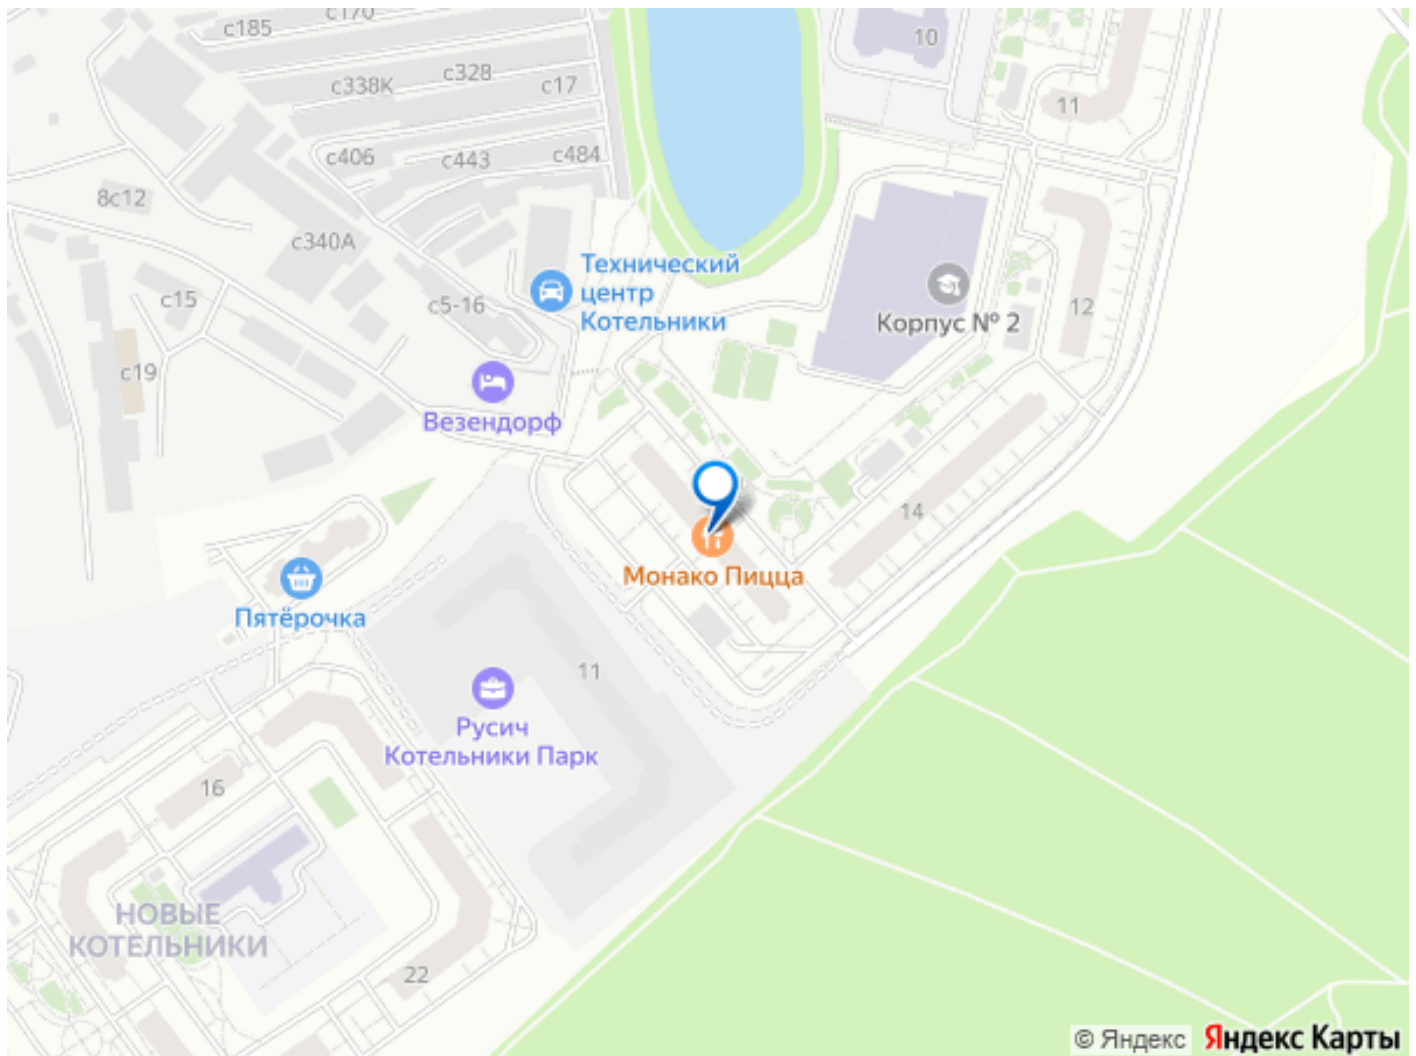 с170
с185
10
с328
с338К
с17
11
с406
с443
с484
8с12
с340А
Технический
центр
Котельники
с15
с5-16
Корпус № 2
12
с19
Везендорф
14
Монако Пицца
Пятёрочка
11
Русич
Котельники Парк
16
НОВЫЕ
КОТЕЛЬНИКИ
22
© Яндекс Яндекс Карты